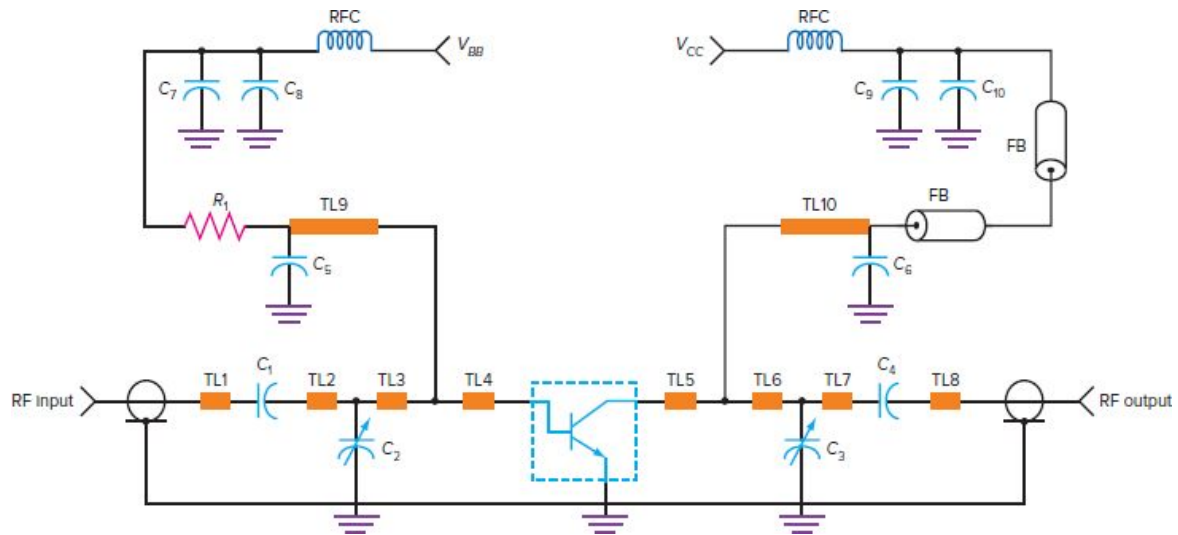 RFC
V_BB
V_CC
RFC
C7
C8
C9
C10
FB
R1
TL9
TL10
FB
C5
C6
RF input
TL1
C1
TL2
TL3
TL4
TL5
TL6
TL7
C4
TL8
RF output
C2
C3